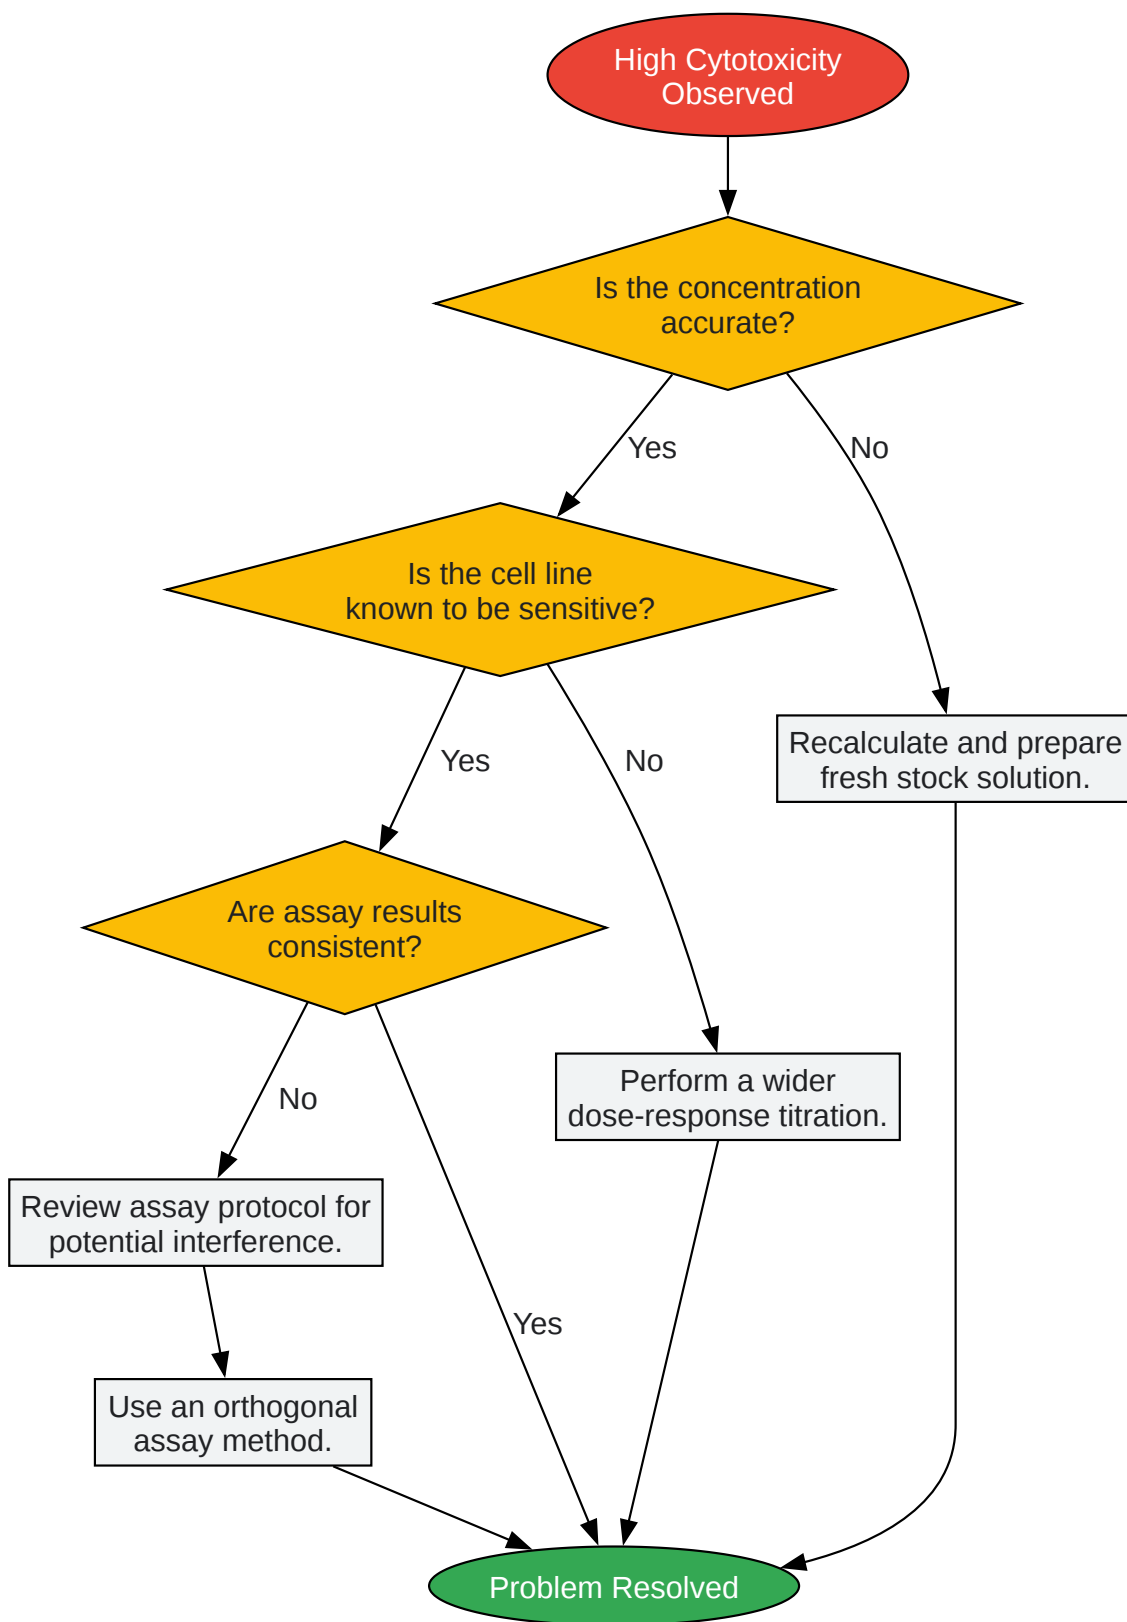 High Cytotoxicity
Observed
Is the concentration
accurate?
Yes
No
Is the cell line
known to be sensitive?
Yes
No
Recalculate and prepare
fresh stock solution.
Are assay results
consistent?
No
Yes
Perform a wider
dose-response titration.
Review assay protocol for
potential interference.
Use an orthogonal
assay method.
Problem Resolved